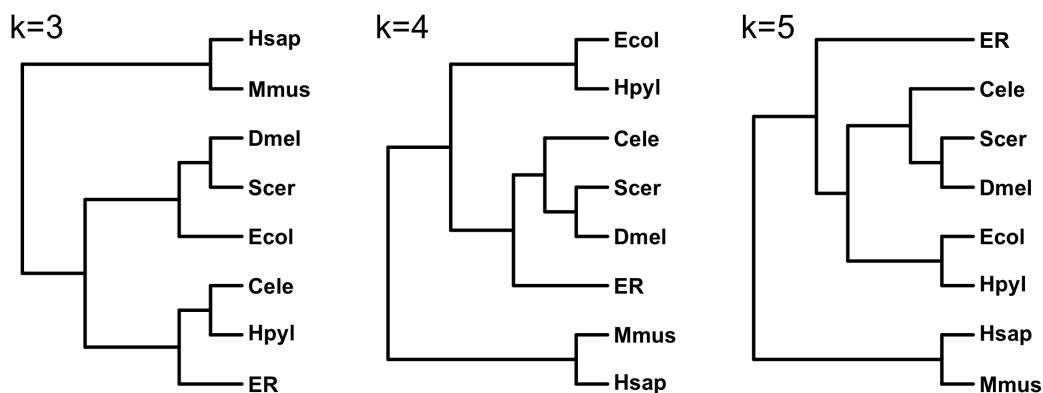 k=3
Hsap
Mmus
Dmel
Scer
Ecol
Cele
Hpyl
ER
k=4
Ecol
Hpyl
Cele
Scer
Dmel
ER
Mmus
Hsap
k=5
ER
Cele
Scer
Dmel
Ecol
Hpyl
Hsap
Mmus